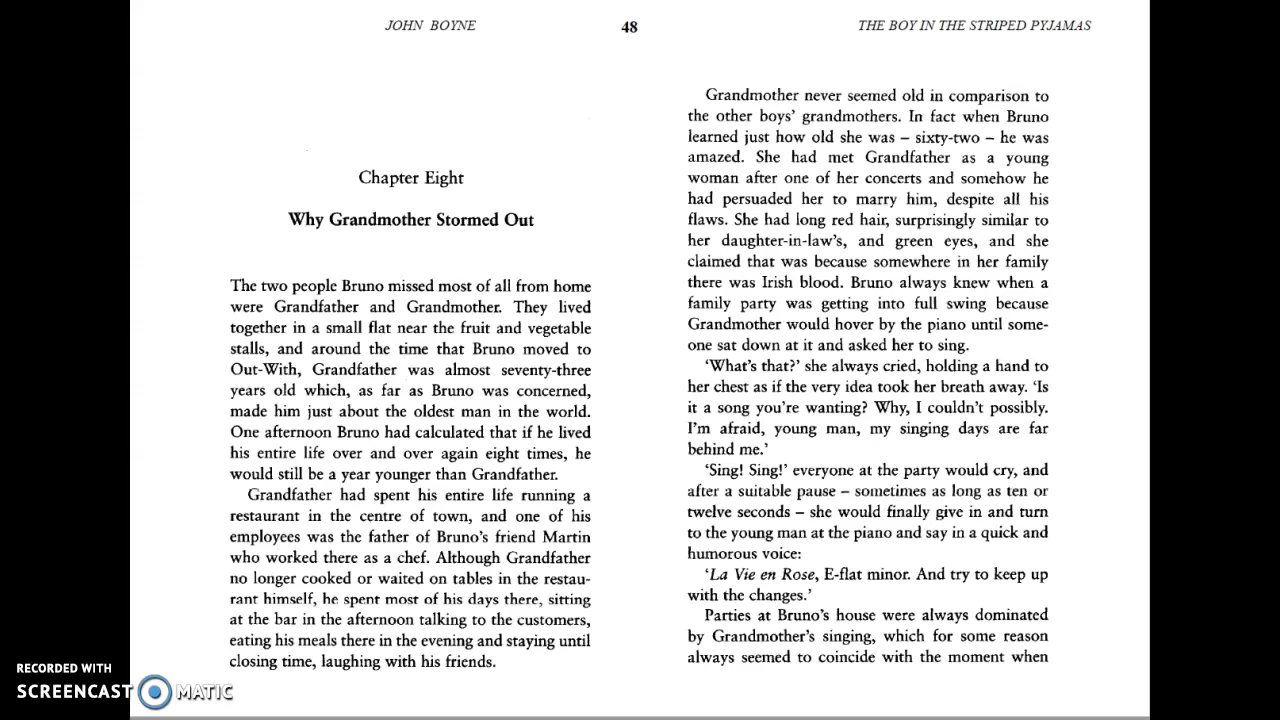 JOHN BOYNE
48
THE BOY IN THE STRIPED PYJAMAS
Chapter Eight
Why Grandmother Stormed Out
The two people Bruno missed most of all from home
were Grandfather and Grandmother. They lived
together in a small flat near the fruit and vegetable
stalls, and around the time that Bruno moved to
Out-With, Grandfather was almost seventy-three
years old which, as far as Bruno was concerned,
made him just about the oldest man in the world.
One afternoon Bruno had calculated that if he lived
his entire life over and over again eight times, he
would still be a year younger than Grandfather.
Grandfather had spent his entire life running a
restaurant in the centre of town, and one of his
employees was the father of Bruno's friend Martin
who worked there as a chef. Although Grandfather
no longer cooked or waited on tables in the restau-
rant himself, he spent most of his days there, sitting
at the bar in the afternoon talking to the customers,
eating his meals there in the evening and staying until
closing time, laughing with his friends.
Grandmother never seemed old in comparison to
the other boys' grandmothers. In fact when Bruno
learned just how old she was – sixty-two – he was
amazed. She had met Grandfather as a young
woman after one of her concerts and somehow he
had persuaded her to marry him, despite all his
flaws. She had long red hair, surprisingly similar to
her daughter-in-law's, and green eyes, and she
claimed that was because somewhere in her family
there was Irish blood. Bruno always knew when a
family party was getting into full swing because
Grandmother would hover by the piano until some-
one sat down at it and asked her to sing.
'What's that?' she always cried, holding a hand to
her chest as if the very idea took her breath away. 'Is
it a song you're wanting? Why, I couldn't possibly.
I'm afraid, young man, my singing days are far
behind me.'
'Sing! Sing!' everyone at the party would cry, and
after a suitable pause – sometimes as long as ten or
twelve seconds – she would finally give in and turn
to the young man at the piano and say in a quick and
humorous voice:
'La Vie en Rose, E-flat minor. And try to keep up
with the changes.'
Parties at Bruno's house were always dominated
by Grandmother's singing, which for some reason
always seemed to coincide with the moment when
RECORDED WITH
SCREENCAST MATIC